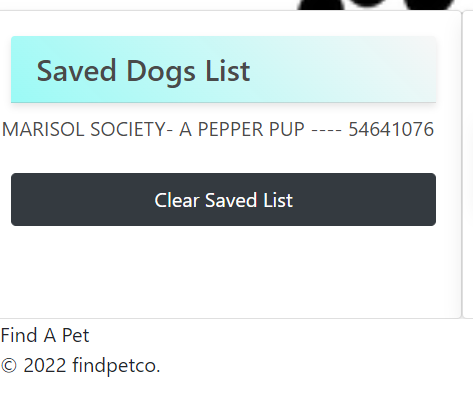 Saved Dogs List
MARISOL SOCIETY- A PEPPER PUP ---- 54641076
Clear Saved List
Find A Pet
© 2022 findpetco.